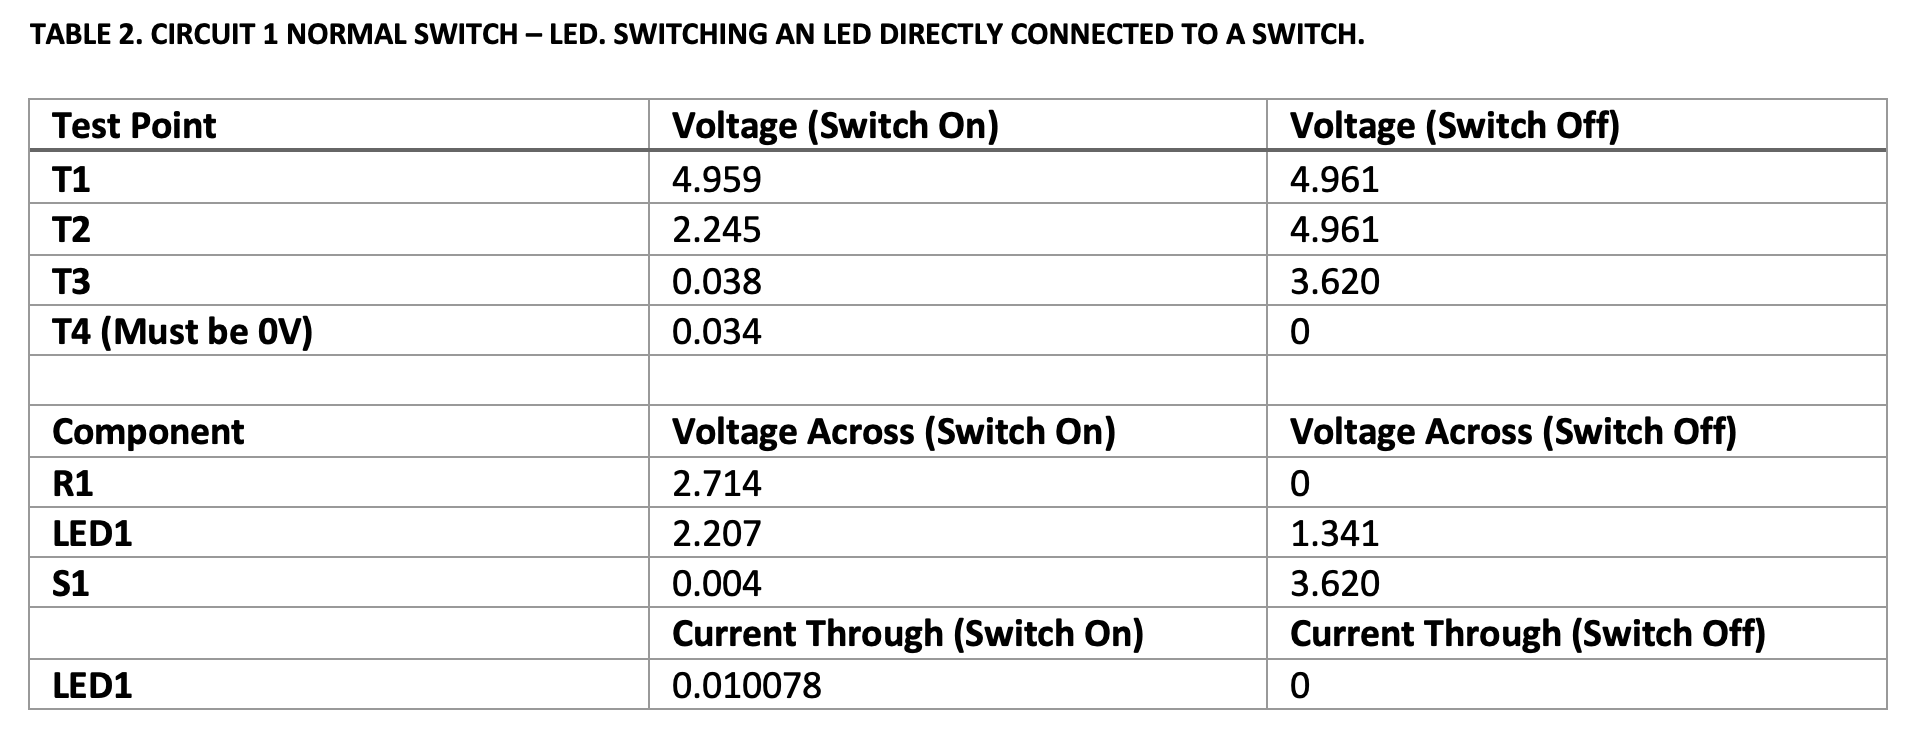 TABLE 2. CIRCUIT 1 NORMAL SWITCH – LED. SWITCHING AN LED DIRECTLY CONNECTED TO A SWITCH.
Test Point Voltage (Switch On) Voltage (Switch Off)
T1 4.959 4.961
T2 2.245 4.961
T3 0.038 3.620
T4 (Must be 0V) 0.034 0
Component Voltage Across (Switch On) Voltage Across (Switch Off)
R1 2.714 0
LED1 2.207 1.341
S1 0.004 3.620
Current Through (Switch On) Current Through (Switch Off)
LED1 0.010078 0